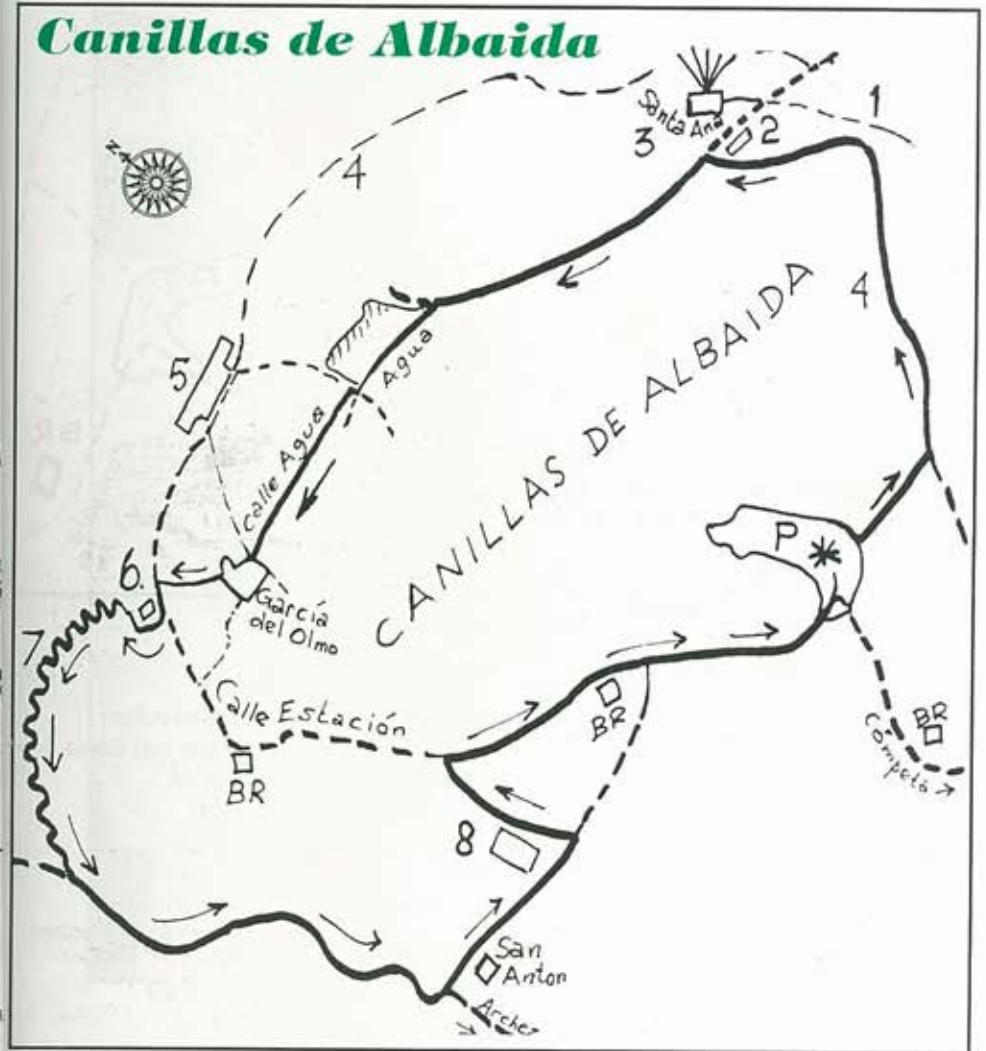 Canillas de Albaida
Santa Ana
1
2
3
N
4
4
5
Agua
Calle Agua
CANILLAS DE ALBAIDA
P
6.
García
del Olmo
Calle Estación
BR
BR
BR
Cómpeta
8
San
Anton
Archez